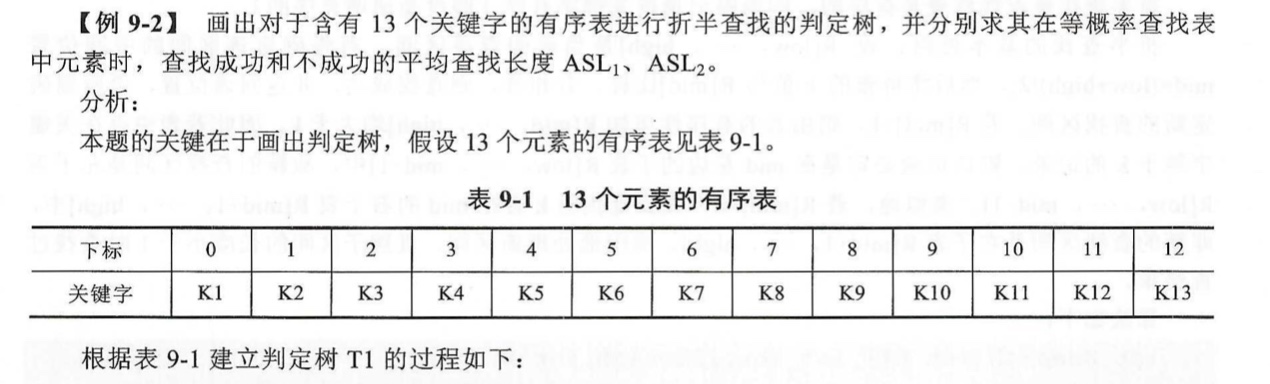 【例 9-2】 画出对于含有 13 个关键字的有序表进行折半查找的判定树，并分别求其在等概率查找表
中元素时，查找成功和不成功的平均查找长度 ASL₁、ASL₂。
分析：
本题的关键在于画出判定树，假设 13 个元素的有序表见表 9-1。
表 9-1 13 个元素的有序表
下标 0 1 2 3 4 5 6 7 8 9 10 11 12
关键字 K1 K2 K3 K4 K5 K6 K7 K8 K9 K10 K11 K12 K13
根据表 9-1 建立判定树 T1 的过程如下：